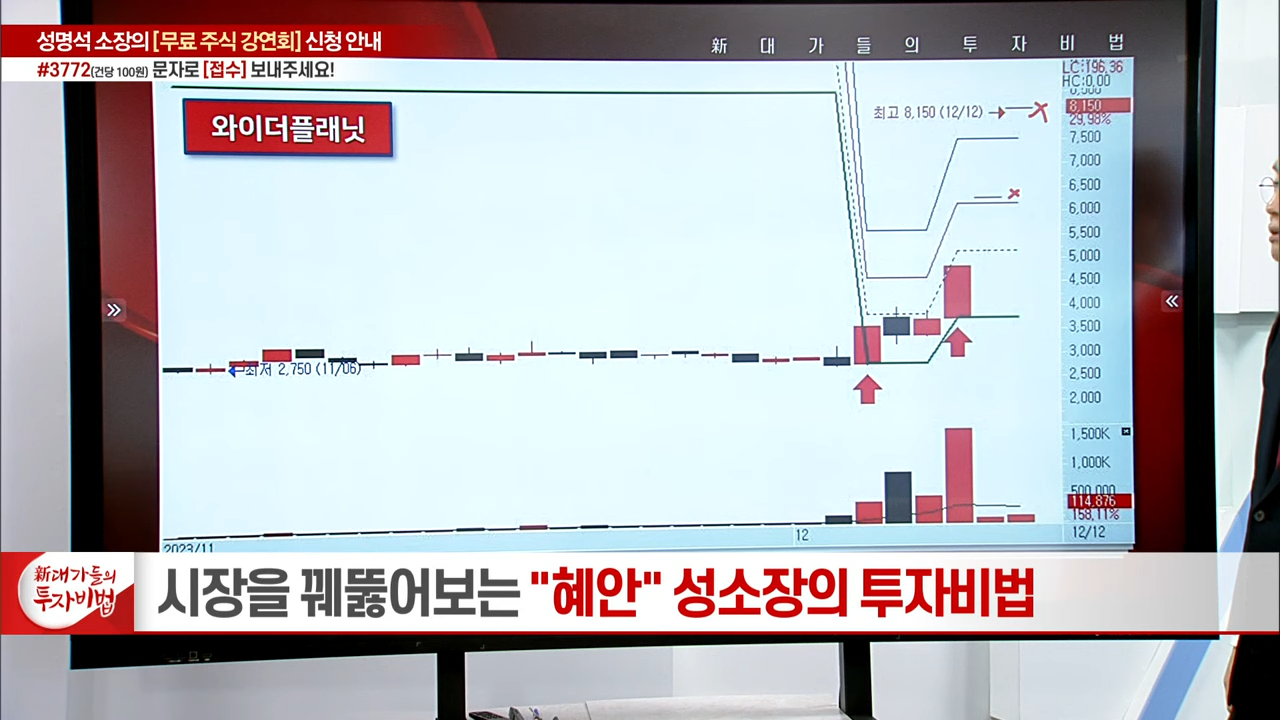 성명석 소장의 [무료 주식 강연회] 신청 안내
#3772(건당 100원) 문자로 [접수] 보내주세요!
新 대 가 들 의 투 자 비 법
와이더플래닛
LC:196,36
HC:0,00
최고 8,150 (12/12)
8,150
29,98%
7,500
7,000
6,500
6,000
5,500
5,000
4,500
4,000
3,500
3,000
2,500
2,000
최저 2,750 (11/06)
1,500K
1,000K
500,000
114,876
158,11%
2023/11
12
12/12
新대가들의
투자비법
시장을 꿰뚫어보는 "혜안" 성소장의 투자비법